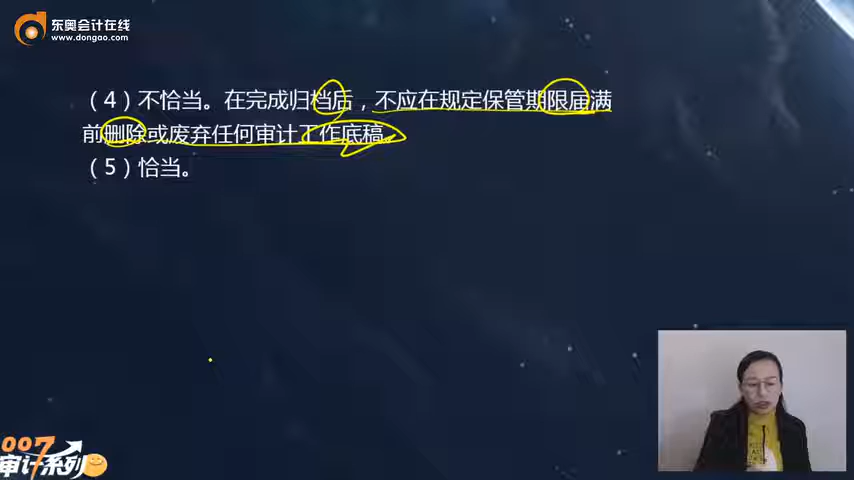 东奥会计在线
www.dongao.com
（4）不恰当。在完成归档后，不应在规定保管期限届满
前删除或废弃任何审计工作底稿。
（5）恰当。
007
审计系列